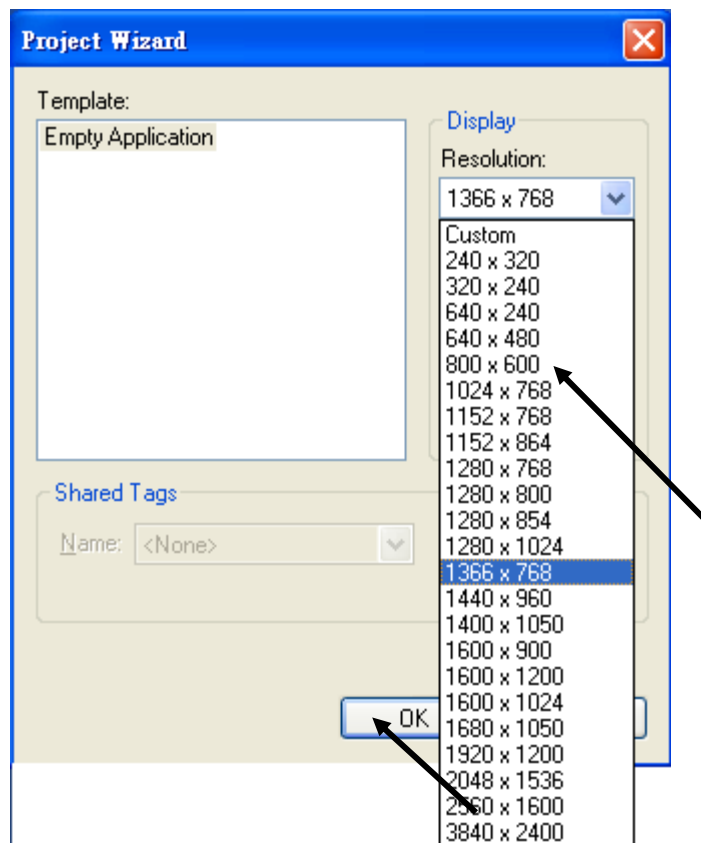 Project Wizard
Template:
Empty Application
Display
Resolution:
1366 x 768
Custom
240 x 320
320 x 240
640 x 240
640 x 480
800 x 600
1024 x 768
1152 x 768
1152 x 864
1280 x 768
1280 x 800
1280 x 854
1280 x 1024
1366 x 768
1440 x 960
1400 x 1050
1600 x 900
1600 x 1200
1600 x 1024
1680 x 1050
1920 x 1200
2048 x 1536
2560 x 1600
3840 x 2400
Shared Tags
Name: <None>
OK